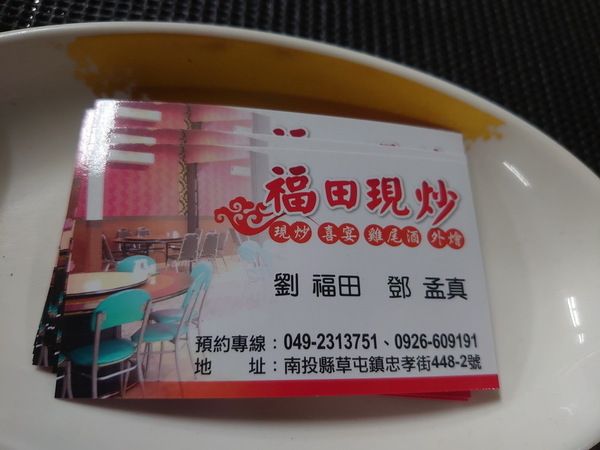 福田現炒
現炒 喜宴 雞尾酒 外燴
劉 福田 鄧 孟真
預約專線：049-2313751、0926-609191
地 址：南投縣草屯鎮忠孝街448-2號